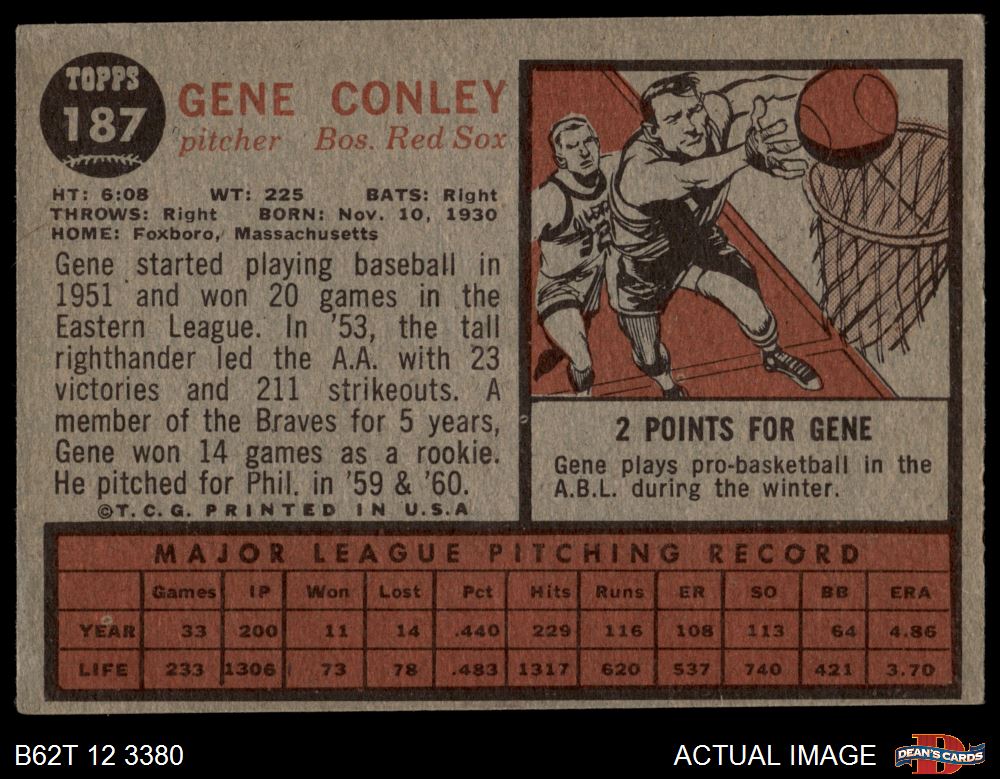 TOPPS
187
GENE CONLEY
pitcher Bos. Red Sox
HT: 6:08 WT: 225 BATS: Right
THROWS: Right BORN: Nov. 10, 1930
HOME: Foxboro, Massachusetts
Gene started playing baseball in
1951 and won 20 games in the
Eastern League. In '53, the tall
righthander led the A.A. with 23
victories and 211 strikeouts. A
member of the Braves for 5 years,
Gene won 14 games as a rookie.
He pitched for Phil. in '59 & '60.
©T.C.G. PRINTED IN U.S.A
2 POINTS FOR GENE
Gene plays pro-basketball in the
A.B.L. during the winter.
MAJOR LEAGUE PITCHING RECORD
Games IP Won Lost Pct Hits Runs ER SO BB ERA
YEAR 33 200 11 14 .440 229 116 108 113 64 4.86
LIFE 233 1306 73 78 .483 1317 620 537 740 421 3.70
B62T 12 3380
ACTUAL IMAGE
DEAN'S CARDS